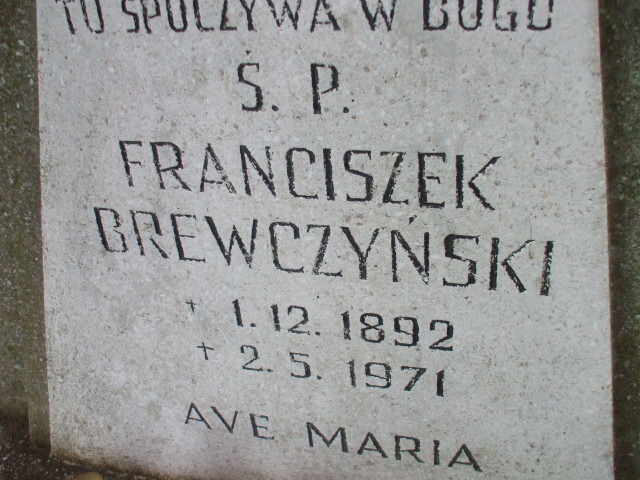 TU SPOCZYWA W BOGU
Ś. P.
FRANCISZEK
BREWCZYŃSKI
* 1. 12. 1892
+ 2. 5. 1971
AVE MARIA